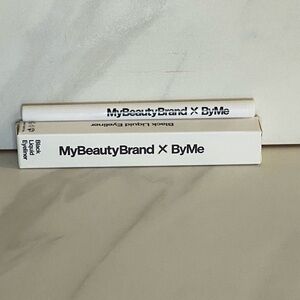 MyBeautyBrand X ByMe
Black Liquid Eyeliner
Black
Liquid
Eyeliner
MyBeautyBrand X ByMe